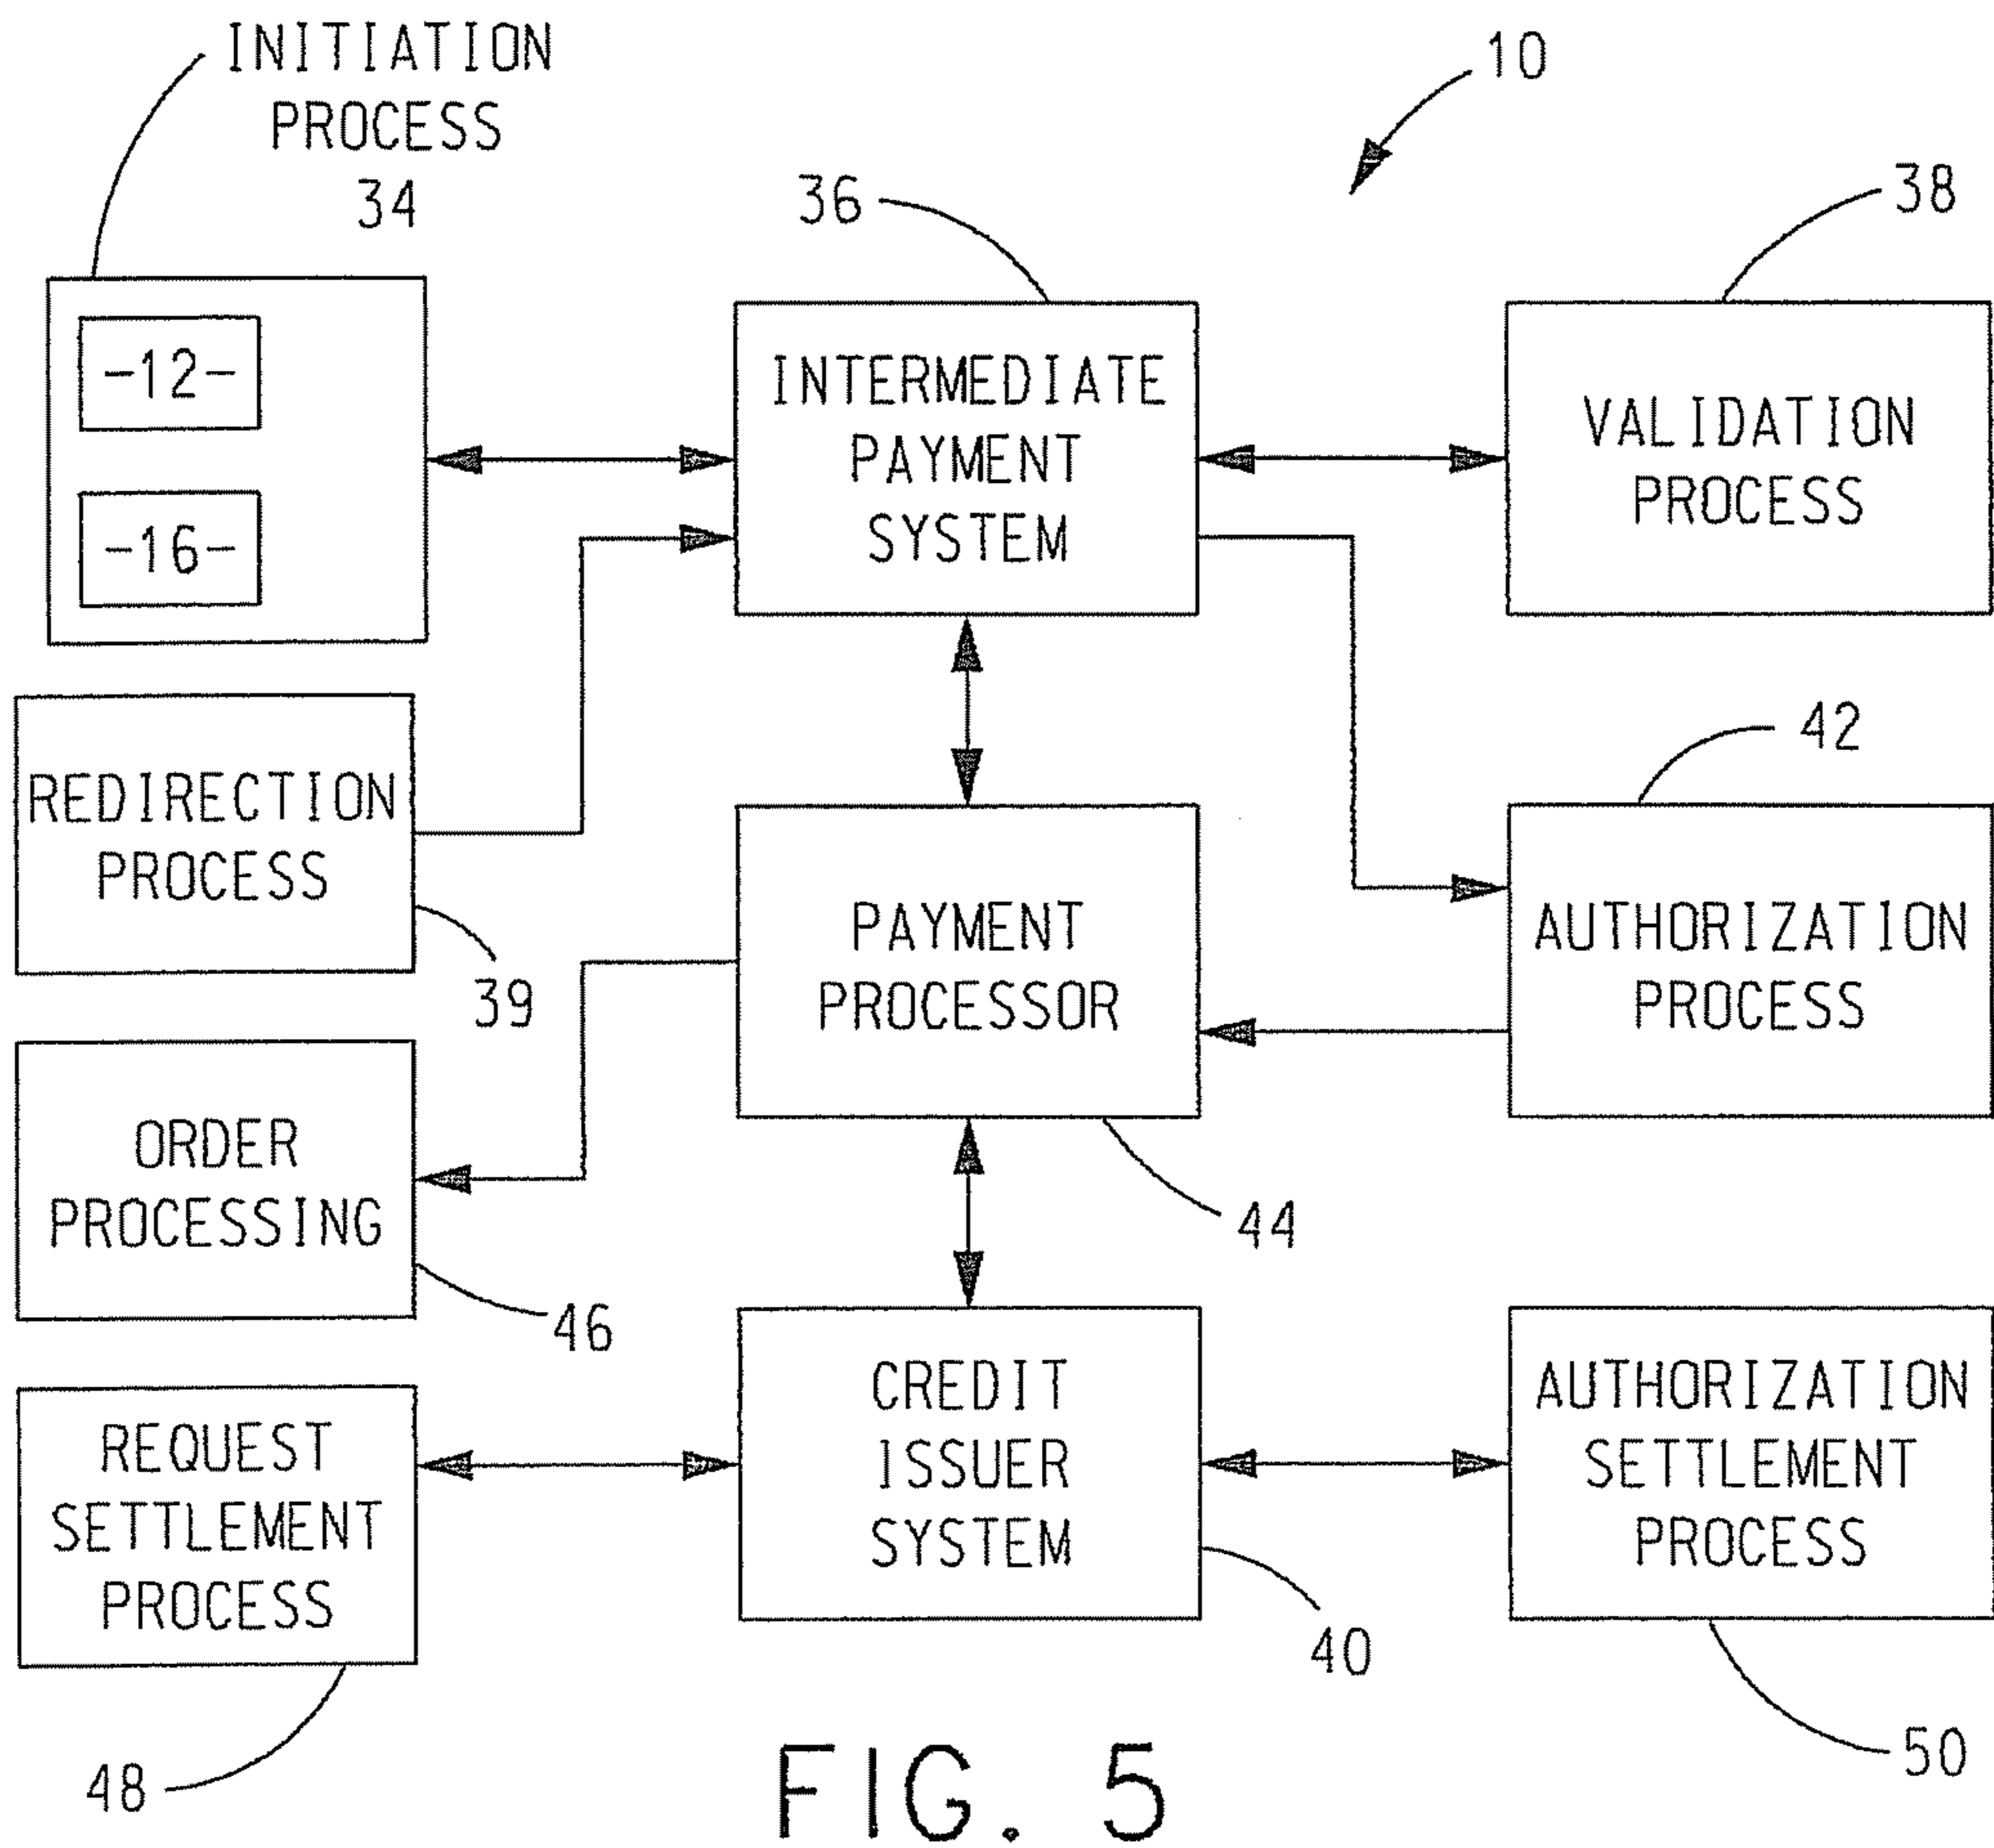 INITIATION
PROCESS
34
10
36
38
-12-
-16-
INTERMEDIATE
PAYMENT
SYSTEM
VALIDATION
PROCESS
REDIRECTION
PROCESS
39
42
PAYMENT
PROCESSOR
AUTHORIZATION
PROCESS
ORDER
PROCESSING
46
44
REQUEST
SETTLEMENT
PROCESS
48
CREDIT
ISSUER
SYSTEM
40
AUTHORIZATION
SETTLEMENT
PROCESS
50
FIG. 5